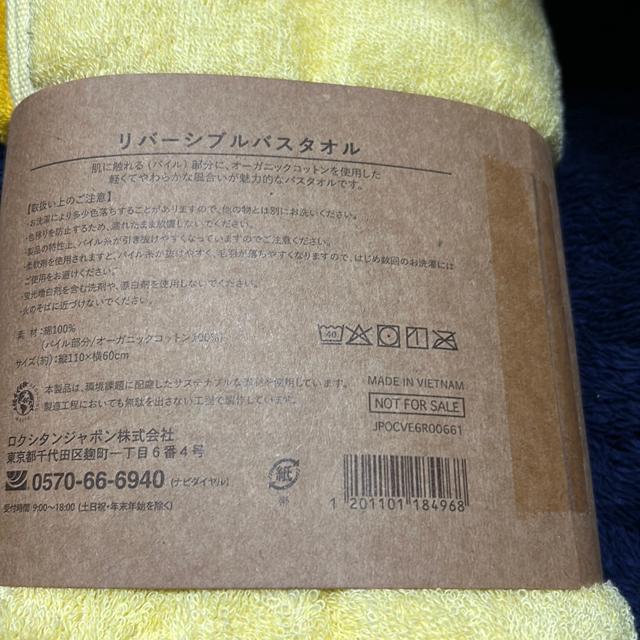 リバーシブルバスタオル
肌に触れる(パイル)部分に、オーガニックコットンを使用した
軽くてやわらかな風合いが魅力的なバスタオルです。
【取扱い上のご注意】
・お洗濯により多少色落ちすることがありますので、他の物とは別にお洗いください。
・色移りを防止するため、濡れたまま放置しないでください。
・製品の特性上、パイル糸が引き抜けやすくなっていますのでご注意ください。
・柔軟剤を使用されますと、パイル糸が抜けやすく、毛羽が落ちやすくなりますので、はじめ数回のお洗濯には
ご使用をお避けください。
・蛍光増白剤を含む洗剤や、漂白剤を使用しないでください。
・火のそばに近づけないでください。
素 材:綿100%
(パイル部分/オーガニックコットン100%)
サイズ(約):縦110×横60cm
本製品は、環境課題に配慮したサステナブルな素材を使用しています。
製造工程においても無駄を出さない工程で製作しています。
MADE IN VIETNAM
NOT FOR SALE
JPOCVE6R00661
ロクシタンジャポン株式会社
東京都千代田区麹町一丁目6番4号
0570-66-6940 (ナビダイヤル)
受付時間 9:00〜18:00 (土日祝・年末年始を除く)
紙
1 201101 184968